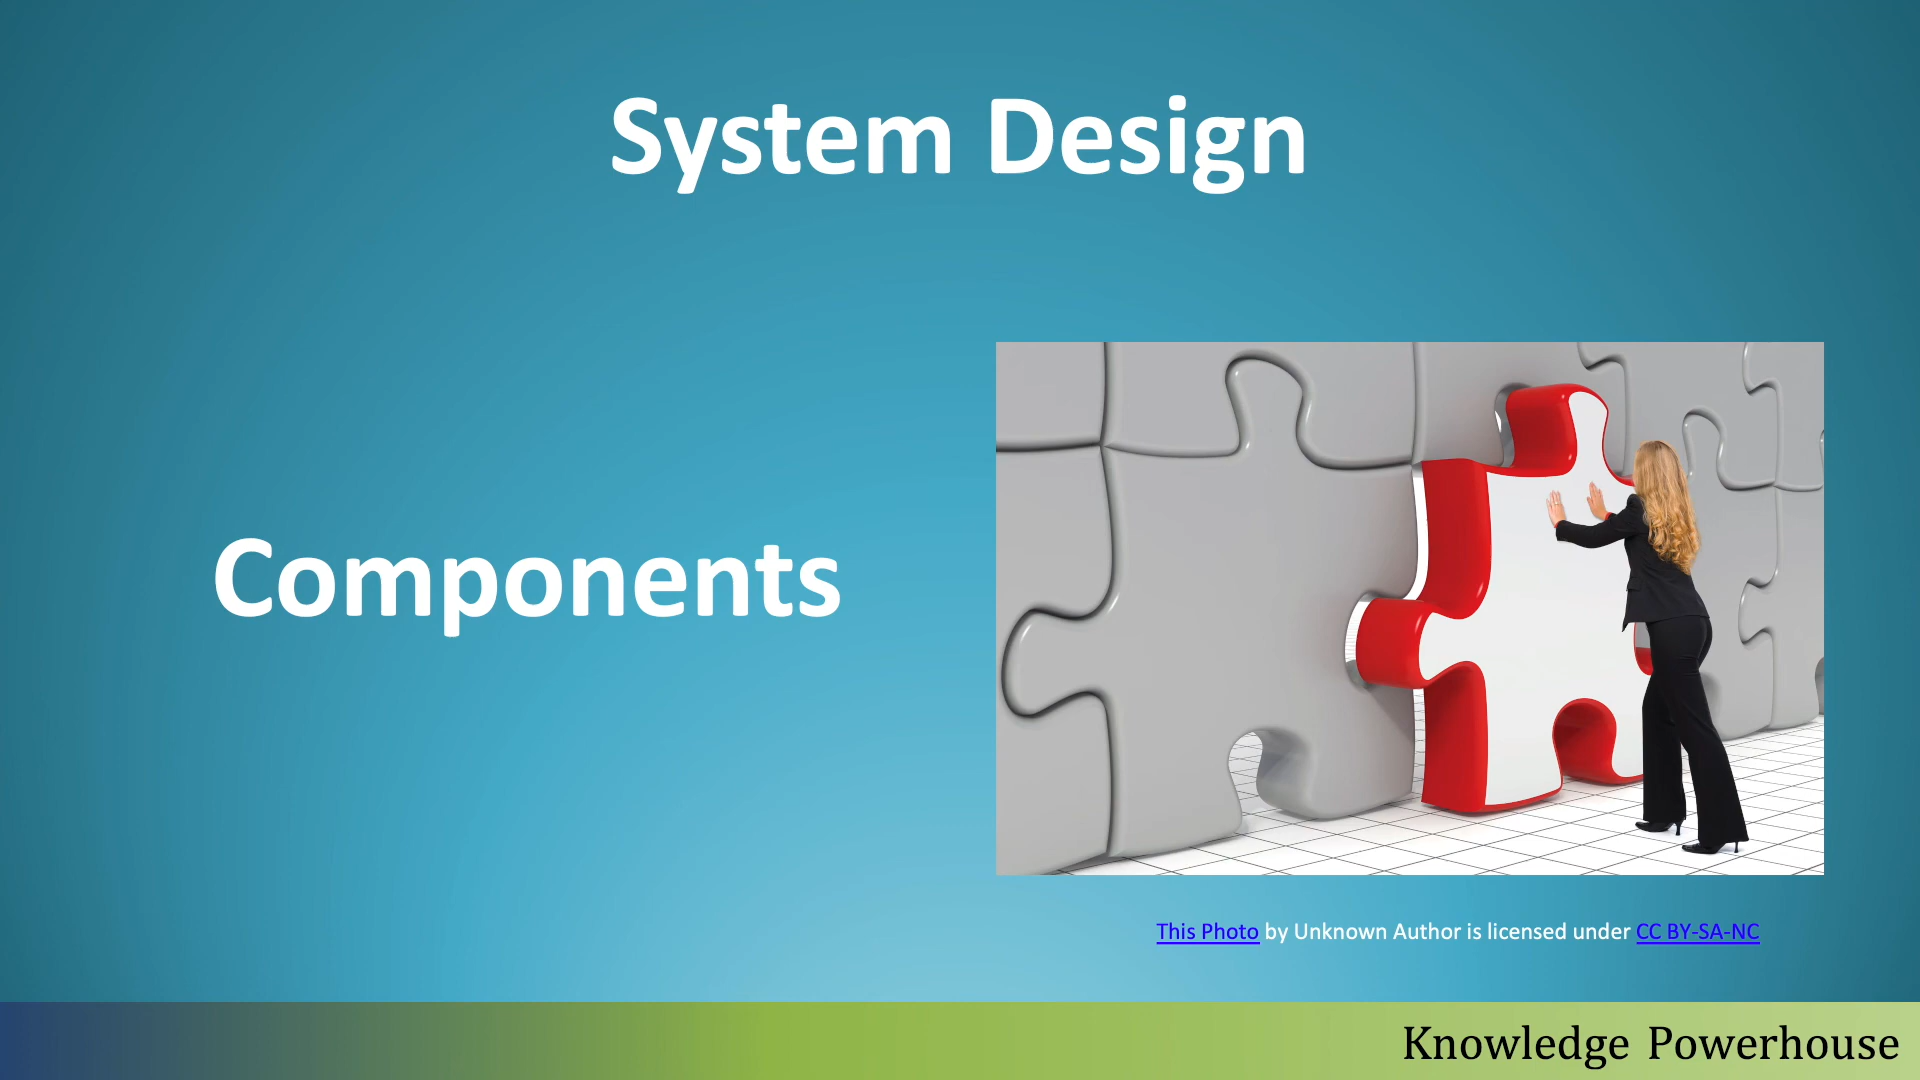 System Design
Components
This Photo by Unknown Author is licensed under CC BY-SA-NC
Knowledge Powerhouse